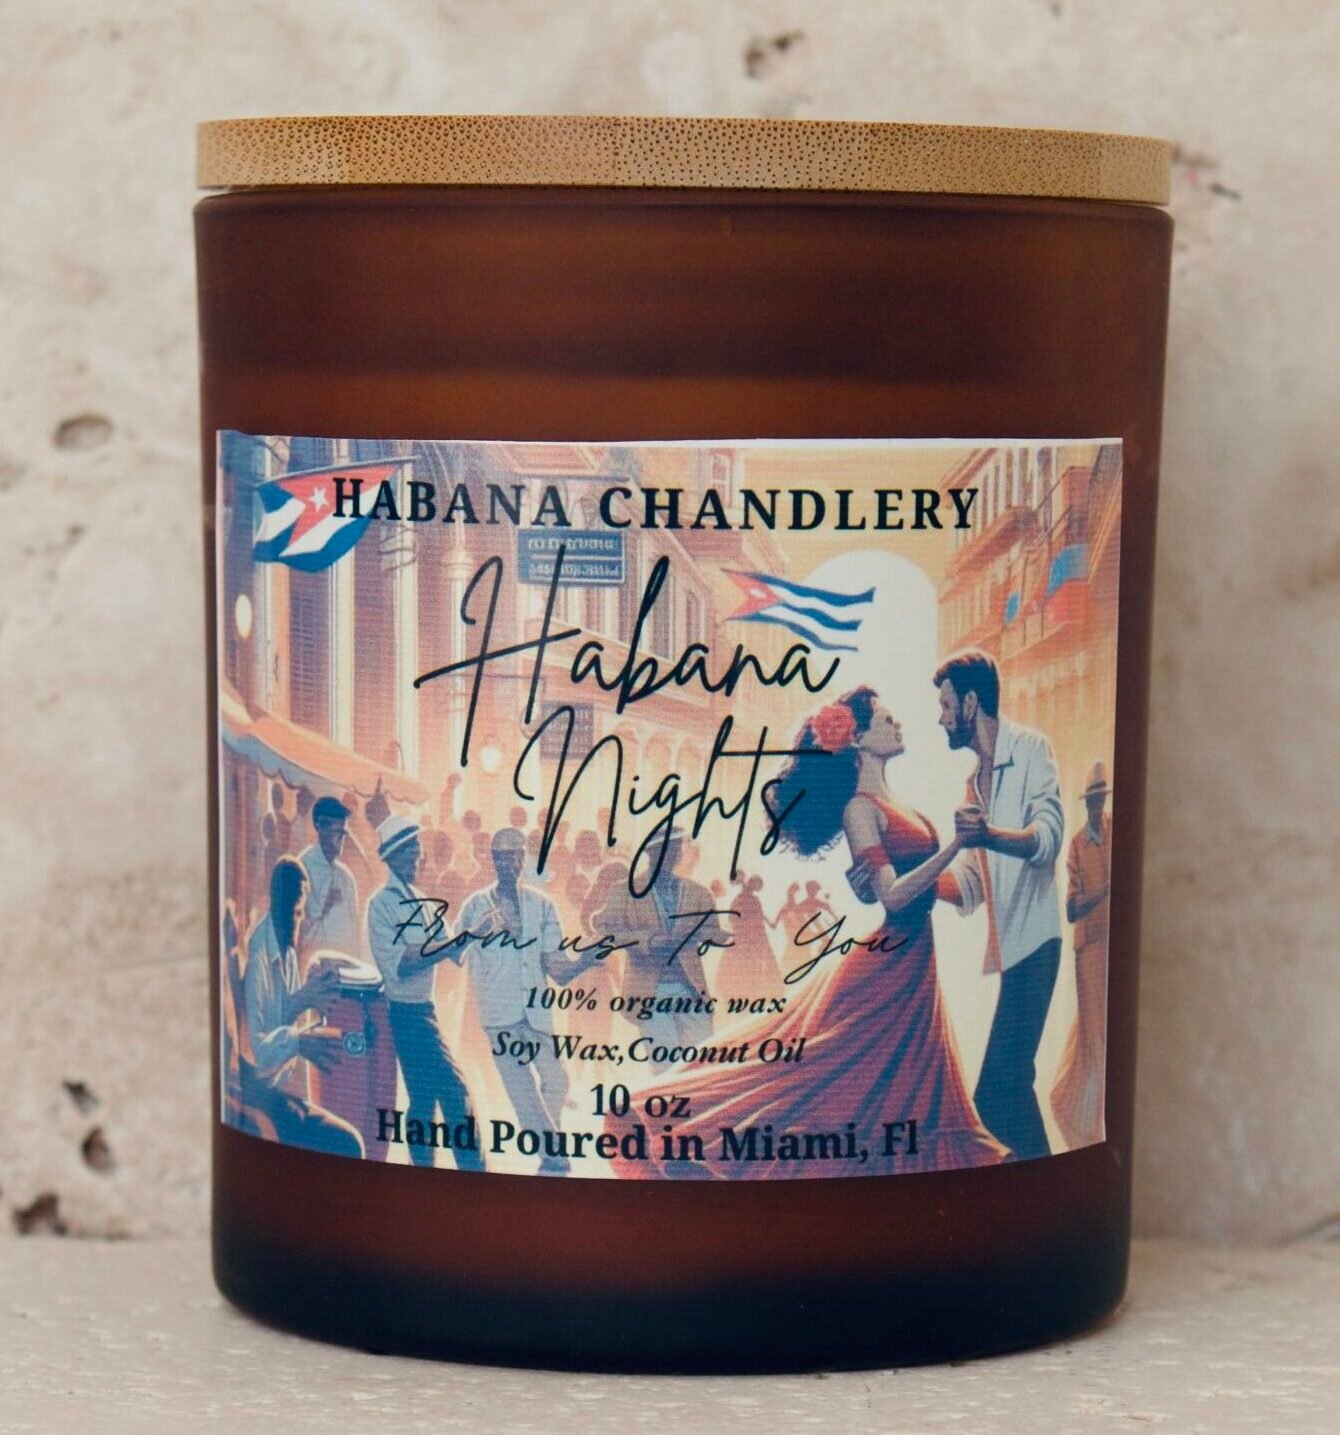 HABANA CHANDLERY
Habana
Nights
From us To You
100% organic wax
Soy Wax,Coconut Oil
10 oz
Hand Poured in Miami, Fl